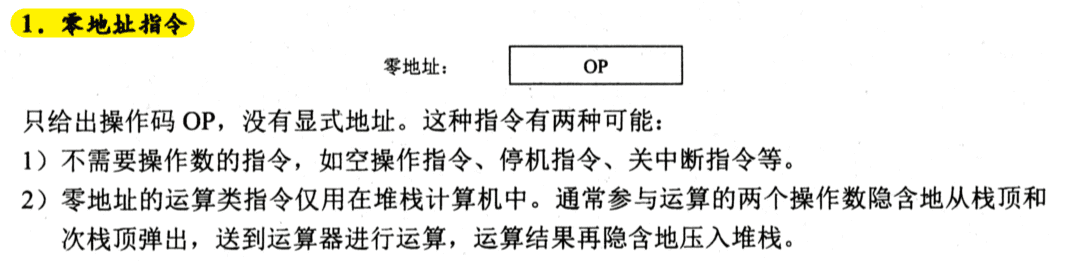 1. 零地址指令
零地址： OP
只给出操作码 OP，没有显式地址。这种指令有两种可能：
1）不需要操作数的指令，如空操作指令、停机指令、关中断指令等。
2）零地址的运算类指令仅用在堆栈计算机中。通常参与运算的两个操作数隐含地从栈顶和
次栈顶弹出，送到运算器进行运算，运算结果再隐含地压入堆栈。